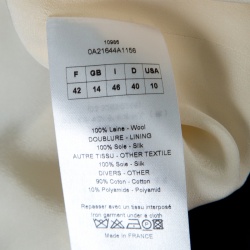 10986
0A21644A1156
F GB I D USA
42 14 46 40 10
100% Laine - Wool
DOUBLURE - LINING
100% Soie - Silk
AUTRE TISSU - OTHER TEXTILE
100% Soie - Silk
DIVERS - OTHER
90% Coton - Cotton
10% Polyamide - Polyamid
Repasser avec un tissu interposé
Iron garment under a cloth
MADE IN FRANCE